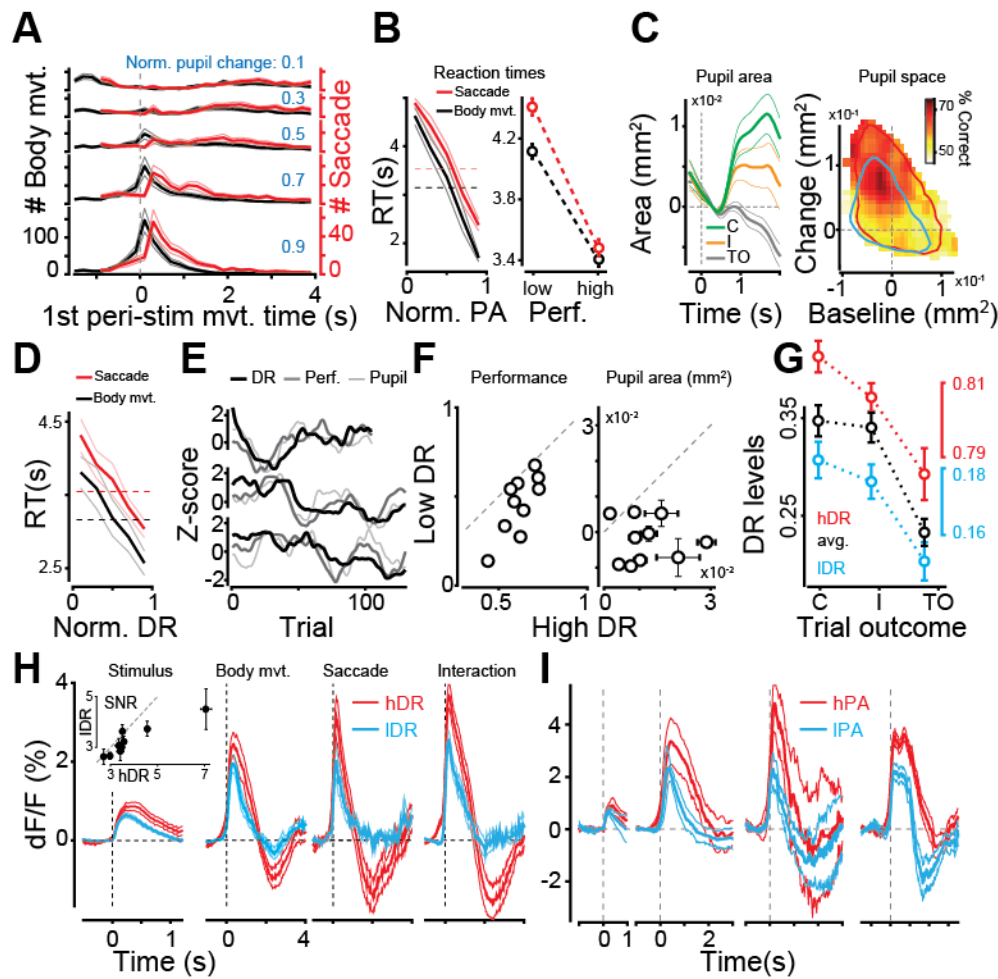 A
Norm. pupil change: 0.1
0.3
0.5
0.7
0.9
# Body mvt.
# Saccade
100
0
40
0
0 2 4
1st peri-stim mvt. time (s)
B
Reaction times
Saccade
Body mvt.
RT(s)
4
2
0 1
Norm. PA
4.2
3.8
3.4
low high
Perf.
C
Pupil area
x10⁻²
Area (mm²)
1
0
C
I
TO
0 1
Time (s)
Pupil space
x10⁻¹
Change (mm²)
1
0
70
50
% Correct
-1 0 1
x10⁻¹
Baseline (mm²)
D
Saccade
Body mvt.
RT(s)
4.5
2.5
0 1
Norm. DR
E
DR Perf. Pupil
Z-score
2
0
2
0
2
0
-2
0 100
Trial
F
Performance
Pupil area (mm²)
Low DR
1
0
0.5 1
x10⁻²
3
0
x10⁻²
0 3
High DR
G
DR levels
0.35
0.25
0.81
0.79
0.18
0.16
hDR
avg.
lDR
C I TO
Trial outcome
H
Stimulus
Body mvt.
Saccade
Interaction
SNR
lDR
5
3
3 5 7
hDR
hDR
lDR
dF/F (%)
4
2
0
0 1
0 4
Time (s)
I
hPA
lPA
4
2
0
-2
0 1 0 2 0 0
Time(s)